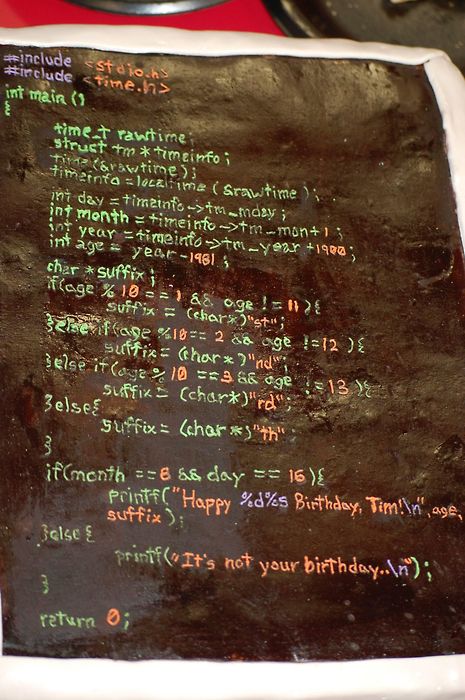 #include <stdio.h>
#include <time.h>
int main ()
{
time_t rawtime;
struct tm * timeinfo;
time(&rawtime);
timeinfo = localtime ( &rawtime );
int day = timeinfo->tm_mday;
int month = timeinfo ->tm_mon+1;
int year = timeinfo->tm_year+1900;
int age = year-1981;
char *suffix;
if(age % 10 == 1 && age != 11){
suffix = (char*)"st";
}else if(age %10== 2 && age !=12 ){
suffix= (char*)"nd";
}else if(age% 10 ==3 && age !=13 ){
suffix= (char*)"rd";
}else{
suffix= (char*)"th"
}
if(month ==6 && day == 16){
printf("Happy %d%s Birthday, Tim!\n",age,
suffix );
}else {
printf("It's not your birthday..\n");
}
return 0;